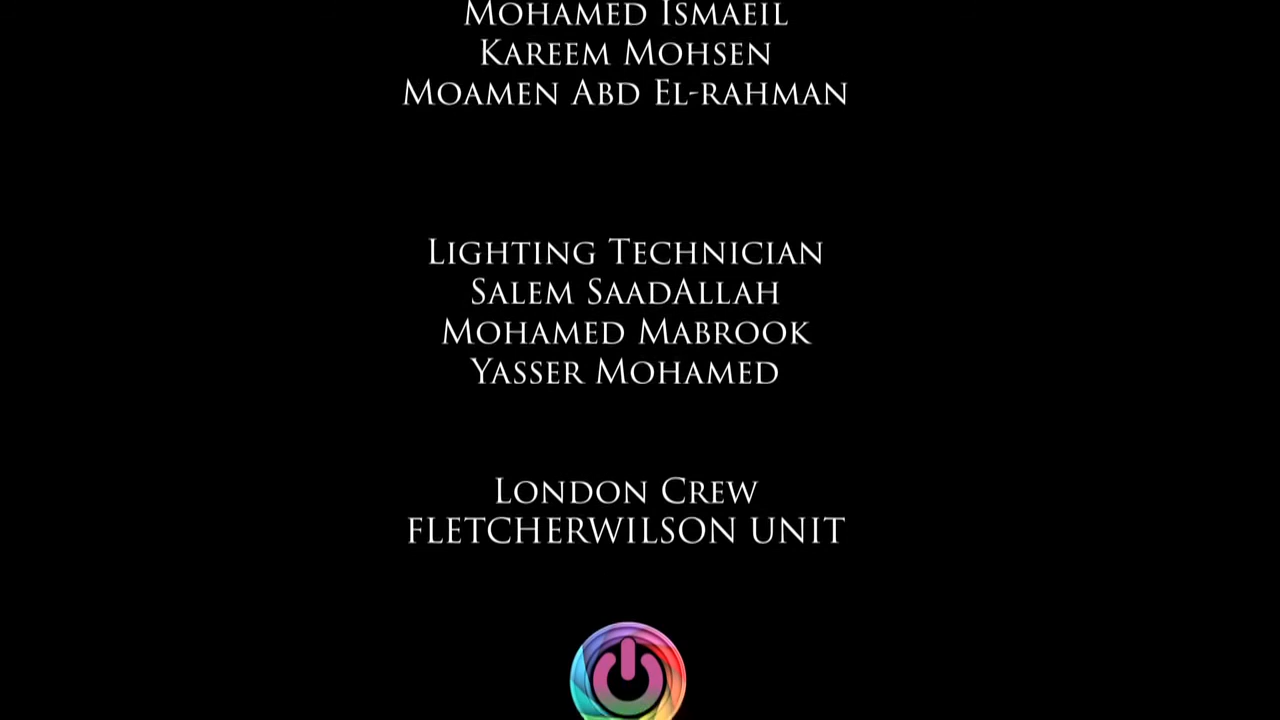 Mohamed Ismaeil
Kareem Mohsen
Moamen Abd El-rahman
Lighting Technician
Salem SaadAllah
Mohamed Mabrook
Yasser Mohamed
London Crew
FLETCHERWILSON UNIT